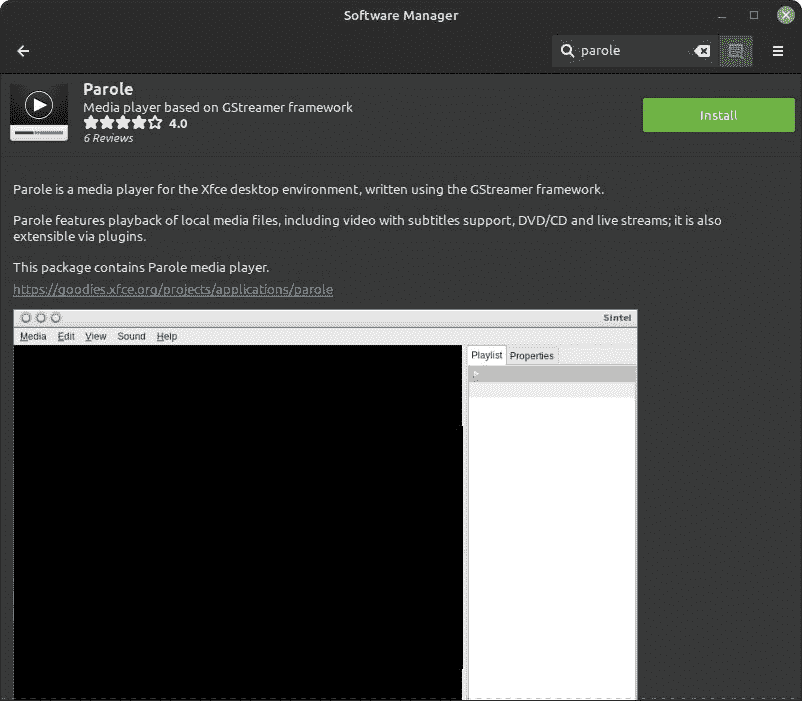 Software Manager
parole
Parole
Media player based on GStreamer framework
4.0
6 Reviews
Install
Parole is a media player for the Xfce desktop environment, written using the GStreamer framework.
Parole features playback of local media files, including video with subtitles support, DVD/CD and live streams; it is also
extensible via plugins.
This package contains Parole media player.
https://goodies.xfce.org/projects/applications/parole
Sintel
Media Edit View Sound Help
Playlist Properties